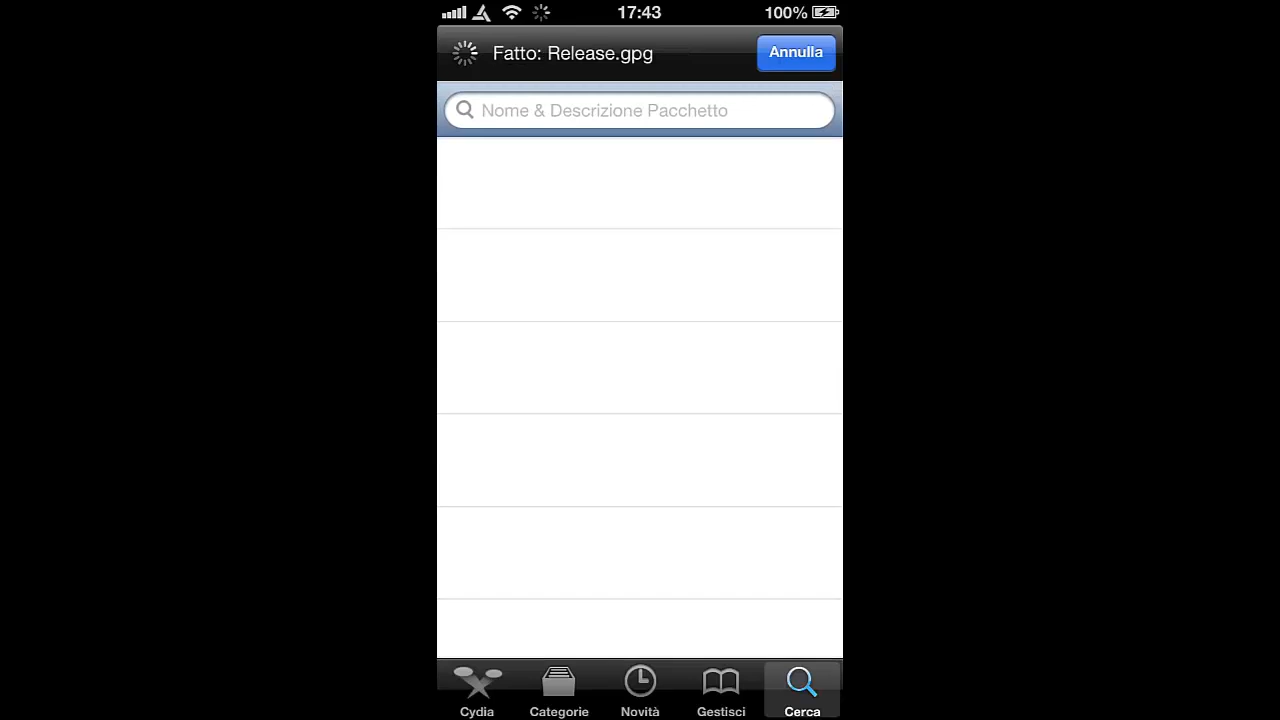 17:43
100%
Fatto: Release.gpg
Annulla
Nome & Descrizione Pacchetto
Cydia
Categorie
Novità
Gestisci
Cerca